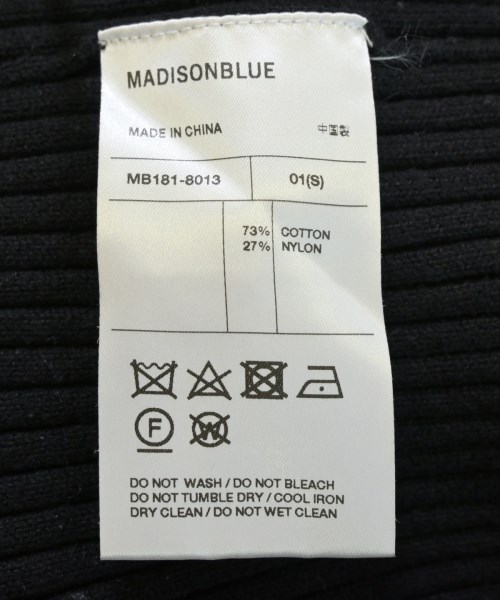 MADISONBLUE
MADE IN CHINA 中国製
MB181-8013 01(S)
73% COTTON
27% NYLON
F W
DO NOT WASH / DO NOT BLEACH
DO NOT TUMBLE DRY / COOL IRON
DRY CLEAN / DO NOT WET CLEAN